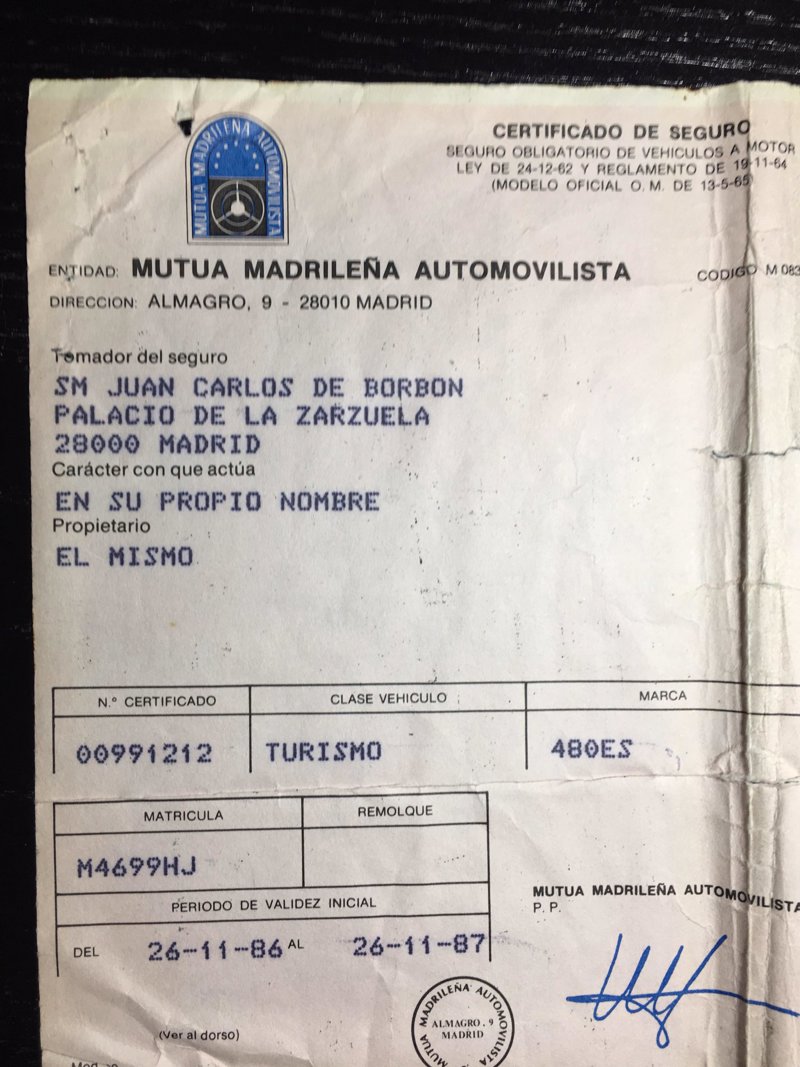 MUTUA MADRILEÑA AUTOMOVILISTA
CERTIFICADO DE SEGURO
SEGURO OBLIGATORIO DE VEHICULOS A MOTOR
LEY DE 24-12-62 Y REGLAMENTO DE 19-11-64
(MODELO OFICIAL O. M. DE 13-5-65)
ENTIDAD: MUTUA MADRILEÑA AUTOMOVILISTA CODIGO M 083
DIRECCION: ALMAGRO, 9 - 28010 MADRID
Tomador del seguro
SM JUAN CARLOS DE BORBON
PALACIO DE LA ZARZUELA
28000 MADRID
Carácter con que actúa
EN SU PROPIO NOMBRE
Propietario
EL MISMO
N.º CERTIFICADO CLASE VEHICULO MARCA
00991212 TURISMO 480ES
MATRICULA REMOLQUE
M4699HJ
PERIODO DE VALIDEZ INICIAL
DEL 26-11-86 AL 26-11-87
MUTUA MADRILEÑA AUTOMOVILISTA
P. P.
(Ver al dorso)
MUTUA MADRILEÑA AUTOMOVILISTA
ALMAGRO, 9
MADRID